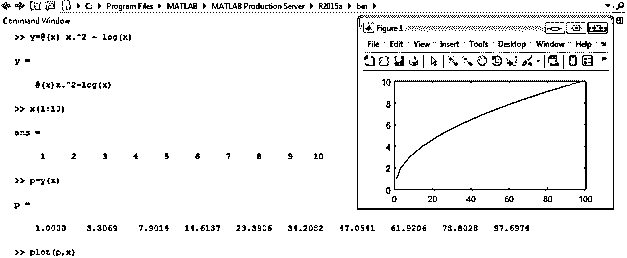 C: Program Files MATLAB MATLAB Production Server R2015a bin
Command Window
>> y=@(x) x.^2 - log(x)
y =
@(x)x.^2-log(x)
>> x(1:10)
ans =
1 2 3 4 5 6 7 8 9 10
>> p=y(x)
p =
1.0000 3.3069 7.9014 14.6137 23.3906 34.2082 47.0541 61.9206 78.8028 97.6974
>> plot(p,x)
Figure 1
File Edit View Insert Tools Desktop Window Help
10
8
6
4
2
0
0 20 40 60 80 100